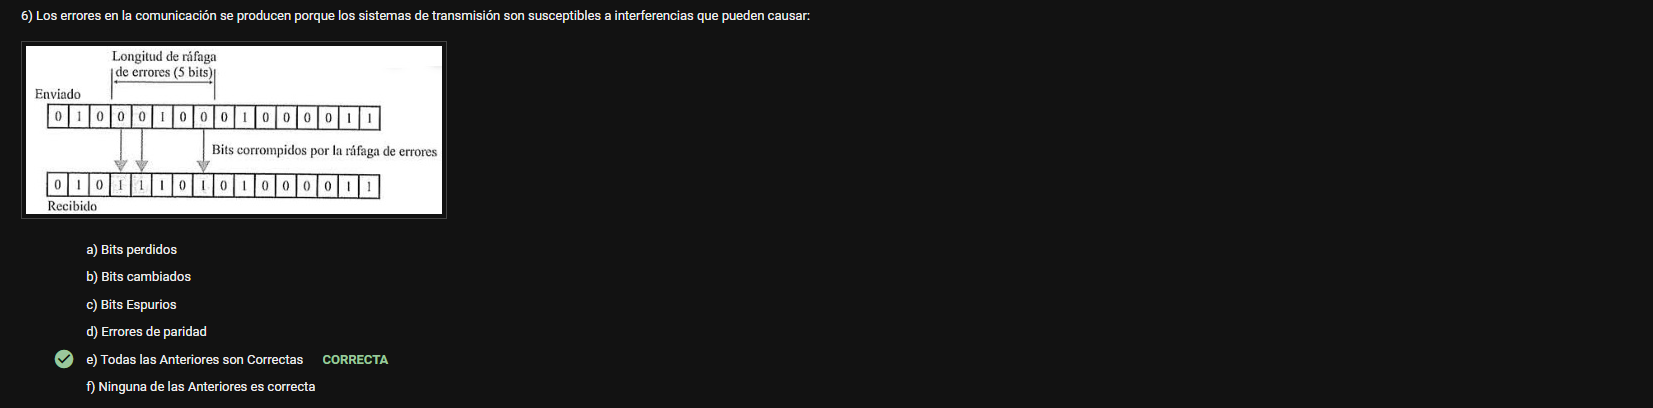 6) Los errores en la comunicación se producen porque los sistemas de transmisión son susceptibles a interferencias que pueden causar:
Longitud de ráfaga
de errores (5 bits)
Enviado
0 1 0 0 0 1 0 0 0 1 0 0 0 0 1 1
Bits corrompidos por la ráfaga de errores
0 1 0 1 1 1 0 1 0 1 0 0 0 0 1 1
Recibido
a) Bits perdidos
b) Bits cambiados
c) Bits Espurios
d) Errores de paridad
e) Todas las Anteriores son Correctas CORRECTA
f) Ninguna de las Anteriores es correcta